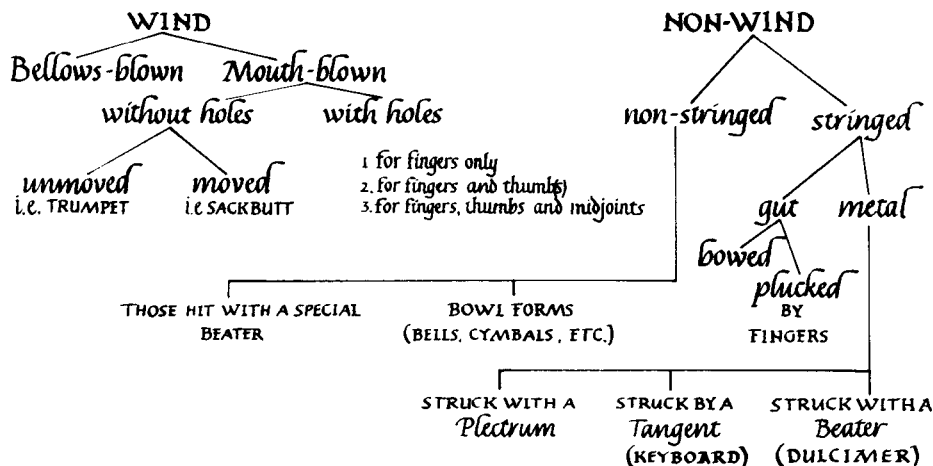 WIND
NON-WIND
Bellows-blown
Mouth-blown
without holes
with holes
non-stringed
stringed
1 for fingers only
2. for fingers and thumb(s)
3. for fingers, thumbs and midjoints
unmoved
i.e. TRUMPET
moved
i.e SACKBUTT
gut
metal
bowed
plucked
BY
FINGERS
THOSE HIT WITH A SPECIAL
BEATER
BOWL FORMS
(BELLS, CYMBALS, ETC.)
STRUCK WITH A
Plectrum
STRUCK BY A
Tangent
(KEYBOARD)
STRUCK WITH A
Beater
(DULCIMER)